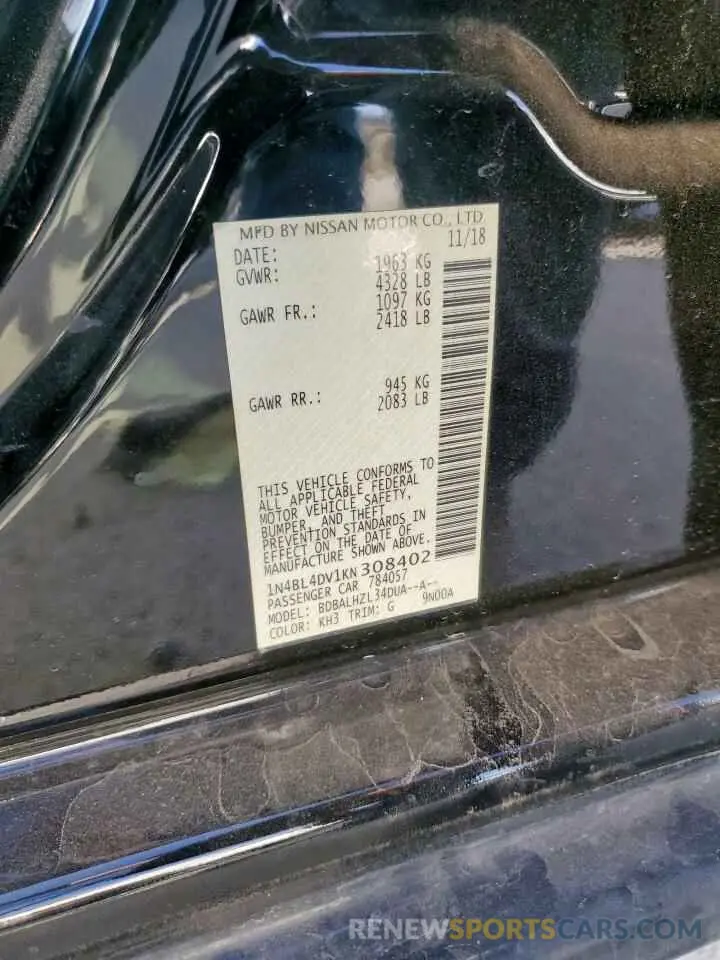 MFD BY NISSAN MOTOR CO., LTD.
DATE: 11/18
GVWR: 1963 KG
4328 LB
GAWR FR.: 1097 KG
2418 LB
GAWR RR.: 945 KG
2083 LB
THIS VEHICLE CONFORMS TO
ALL APPLICABLE FEDERAL
MOTOR VEHICLE SAFETY,
BUMPER, AND THEFT
PREVENTION STANDARDS IN
EFFECT ON THE DATE OF
MANUFACTURE SHOWN ABOVE.
1N4BL4DV1KN308402
PASSENGER CAR 784057
MODEL: BDBALHZL34DUA--A--
COLOR: KH3 TRIM: G 9N00A
RENEWSPORTSCARS.COM